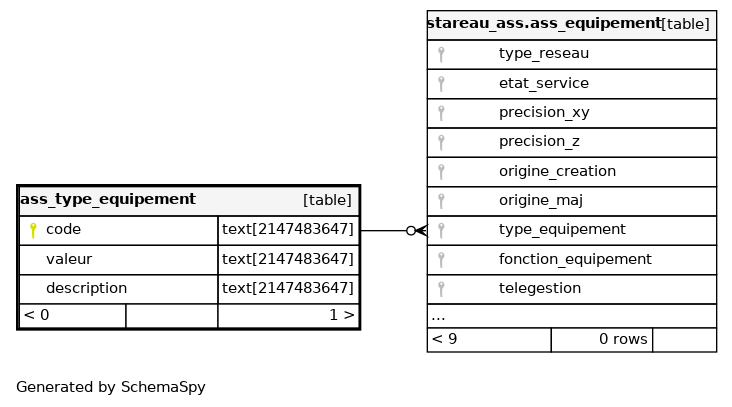 stareau_ass.ass_equipement [table]
type_reseau
etat_service
precision_xy
precision_z
origine_creation
origine_maj
type_equipement
fonction_equipement
telegestion
...
< 9 0 rows
ass_type_equipement [table]
code text[2147483647]
valeur text[2147483647]
description text[2147483647]
< 0 1 >
Generated by SchemaSpy